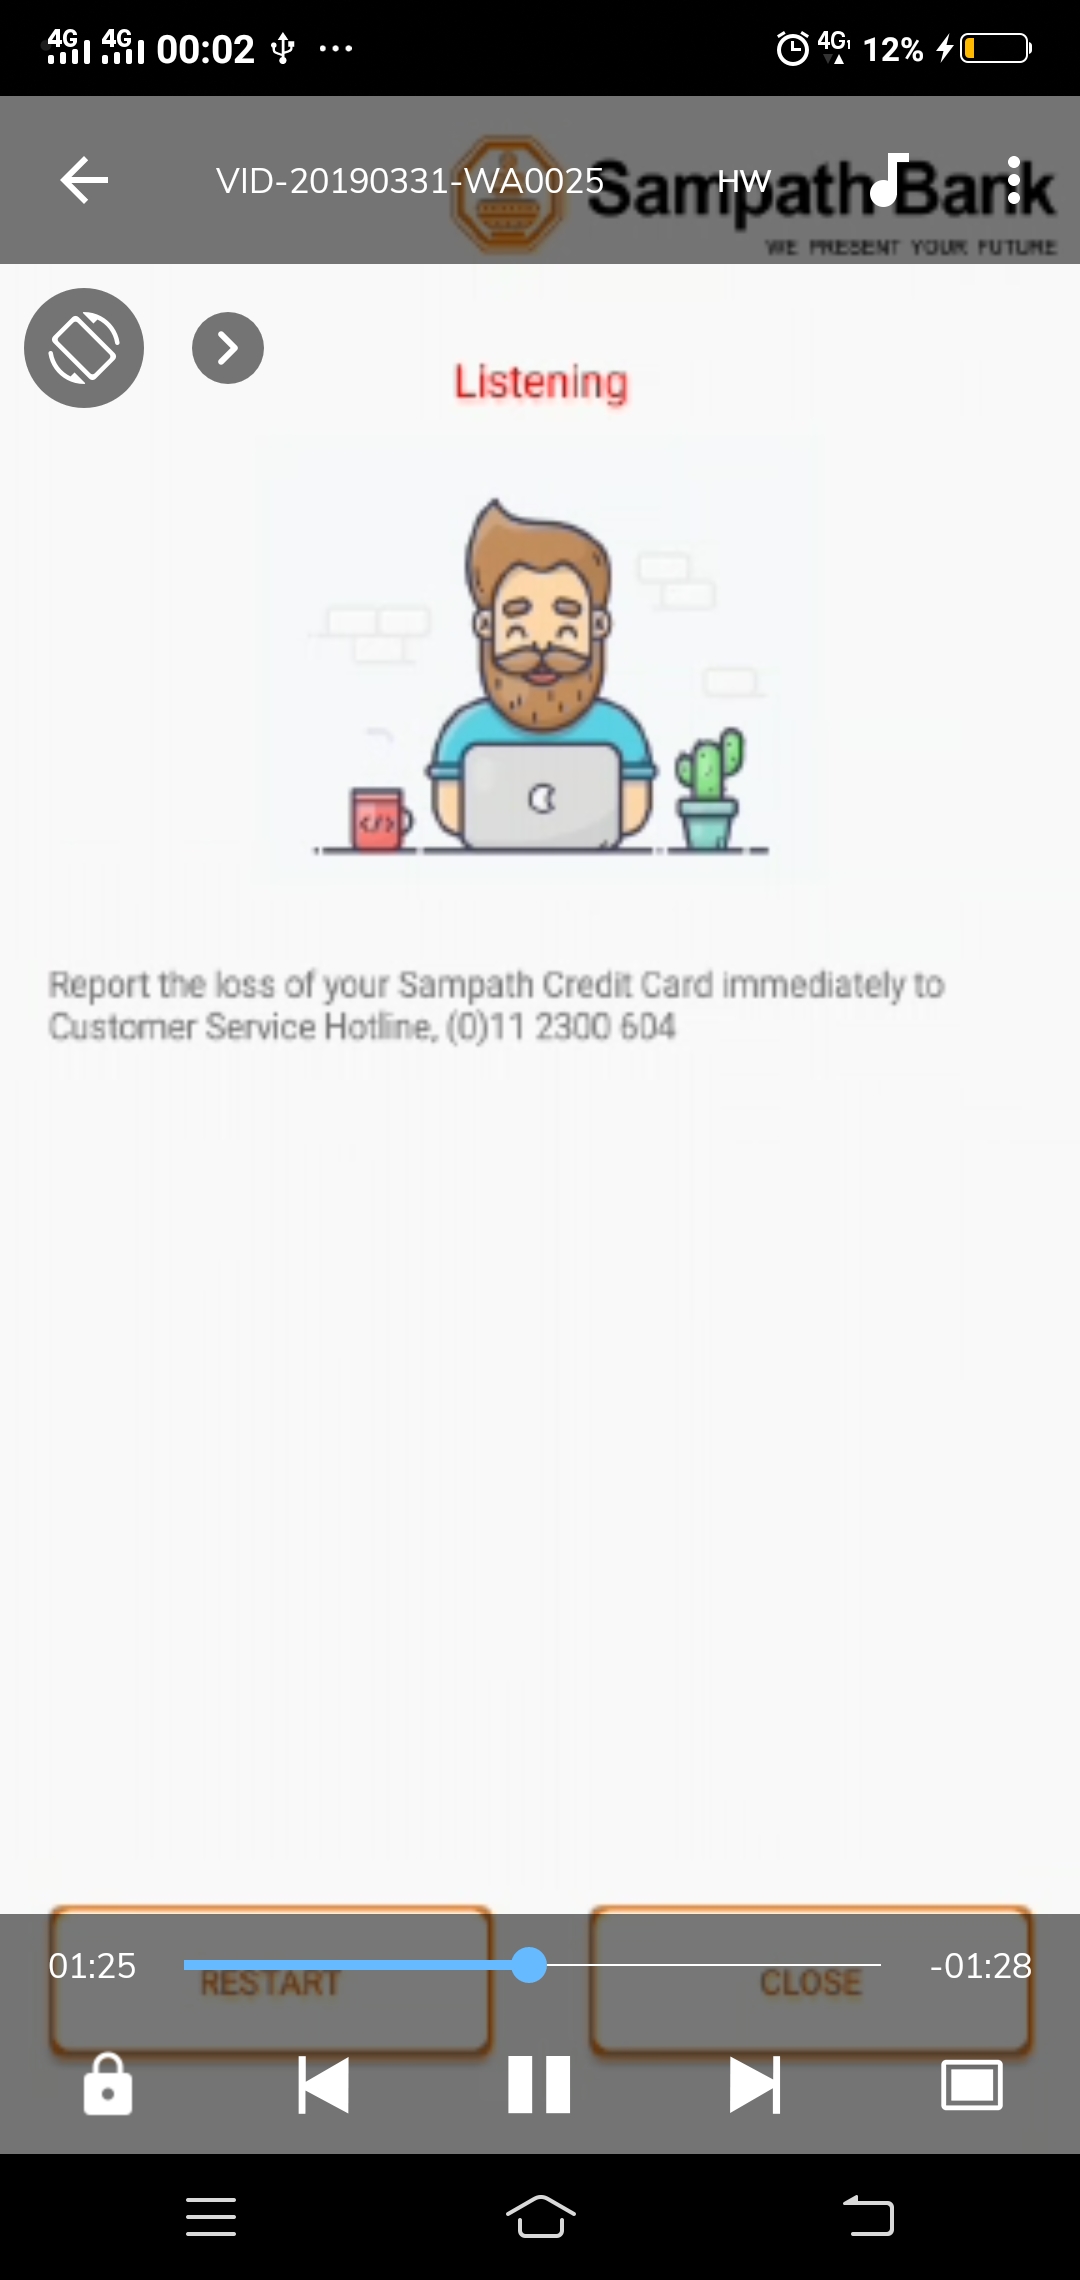 4G 4G 00:02 4G1 12%
VID-20190331-WA0025 HW
Sampath Bank
WE PRESENT YOUR FUTURE
Listening
</>
Report the loss of your Sampath Credit Card immediately to
Customer Service Hotline, (0)11 2300 604
01:25 -01:28
RESTART CLOSE